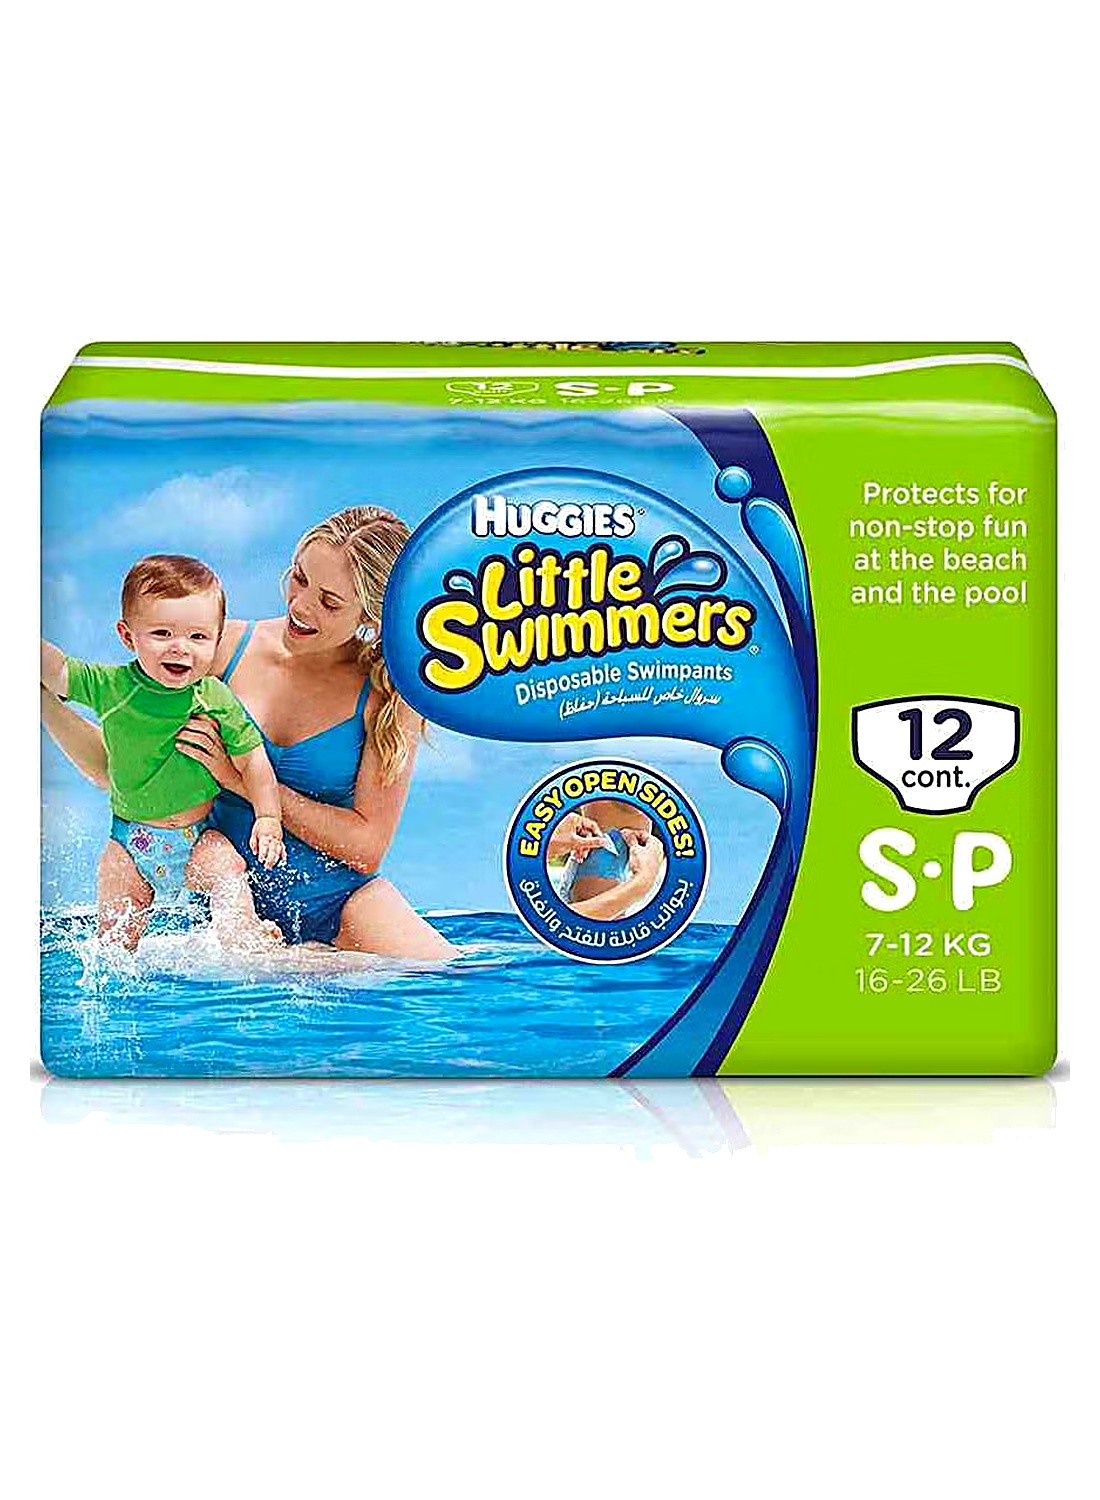 12 S•P
7-12 KG 16-26 LB
HUGGIES®
Little
Swimmers®
Disposable Swimpants
سروال خاص للسباحة (حفاظ)
EASY OPEN SIDES!
بجوانب قابلة للفتح والغلق
Protects for
non-stop fun
at the beach
and the pool
12
cont.
S•P
7-12 KG
16-26 LB